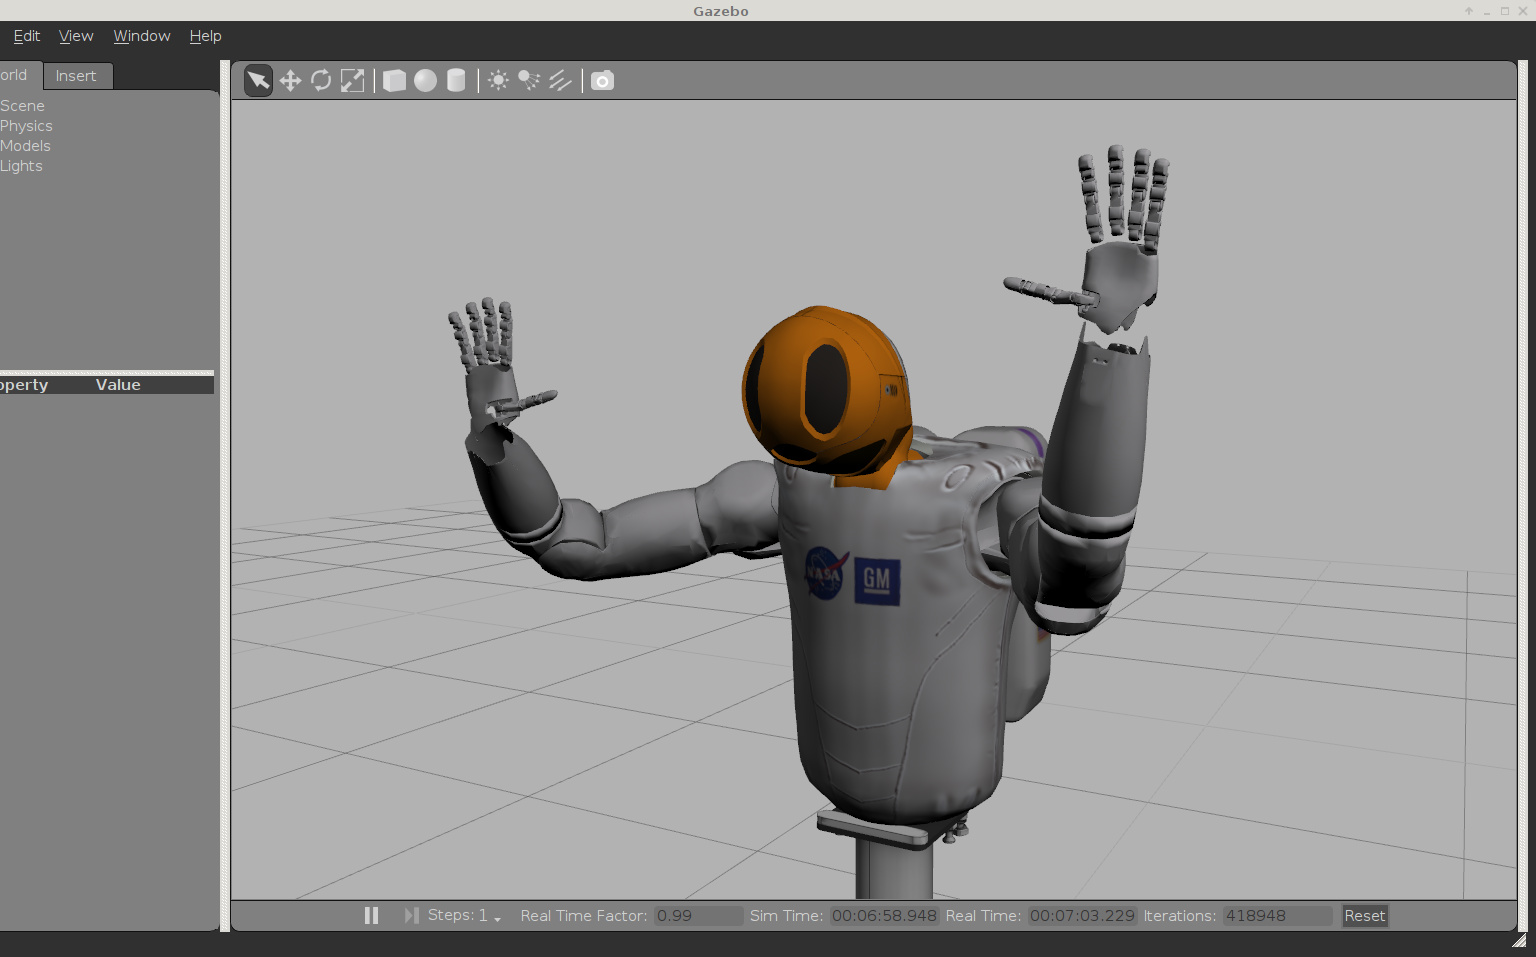 Gazebo
Edit View Window Help
orld Insert
Scene
Physics
Models
Lights
operty Value
NASA GM
Steps: 1 Real Time Factor: 0.99 Sim Time: 00:06:58.948 Real Time: 00:07:03.229 Iterations: 418948 Reset